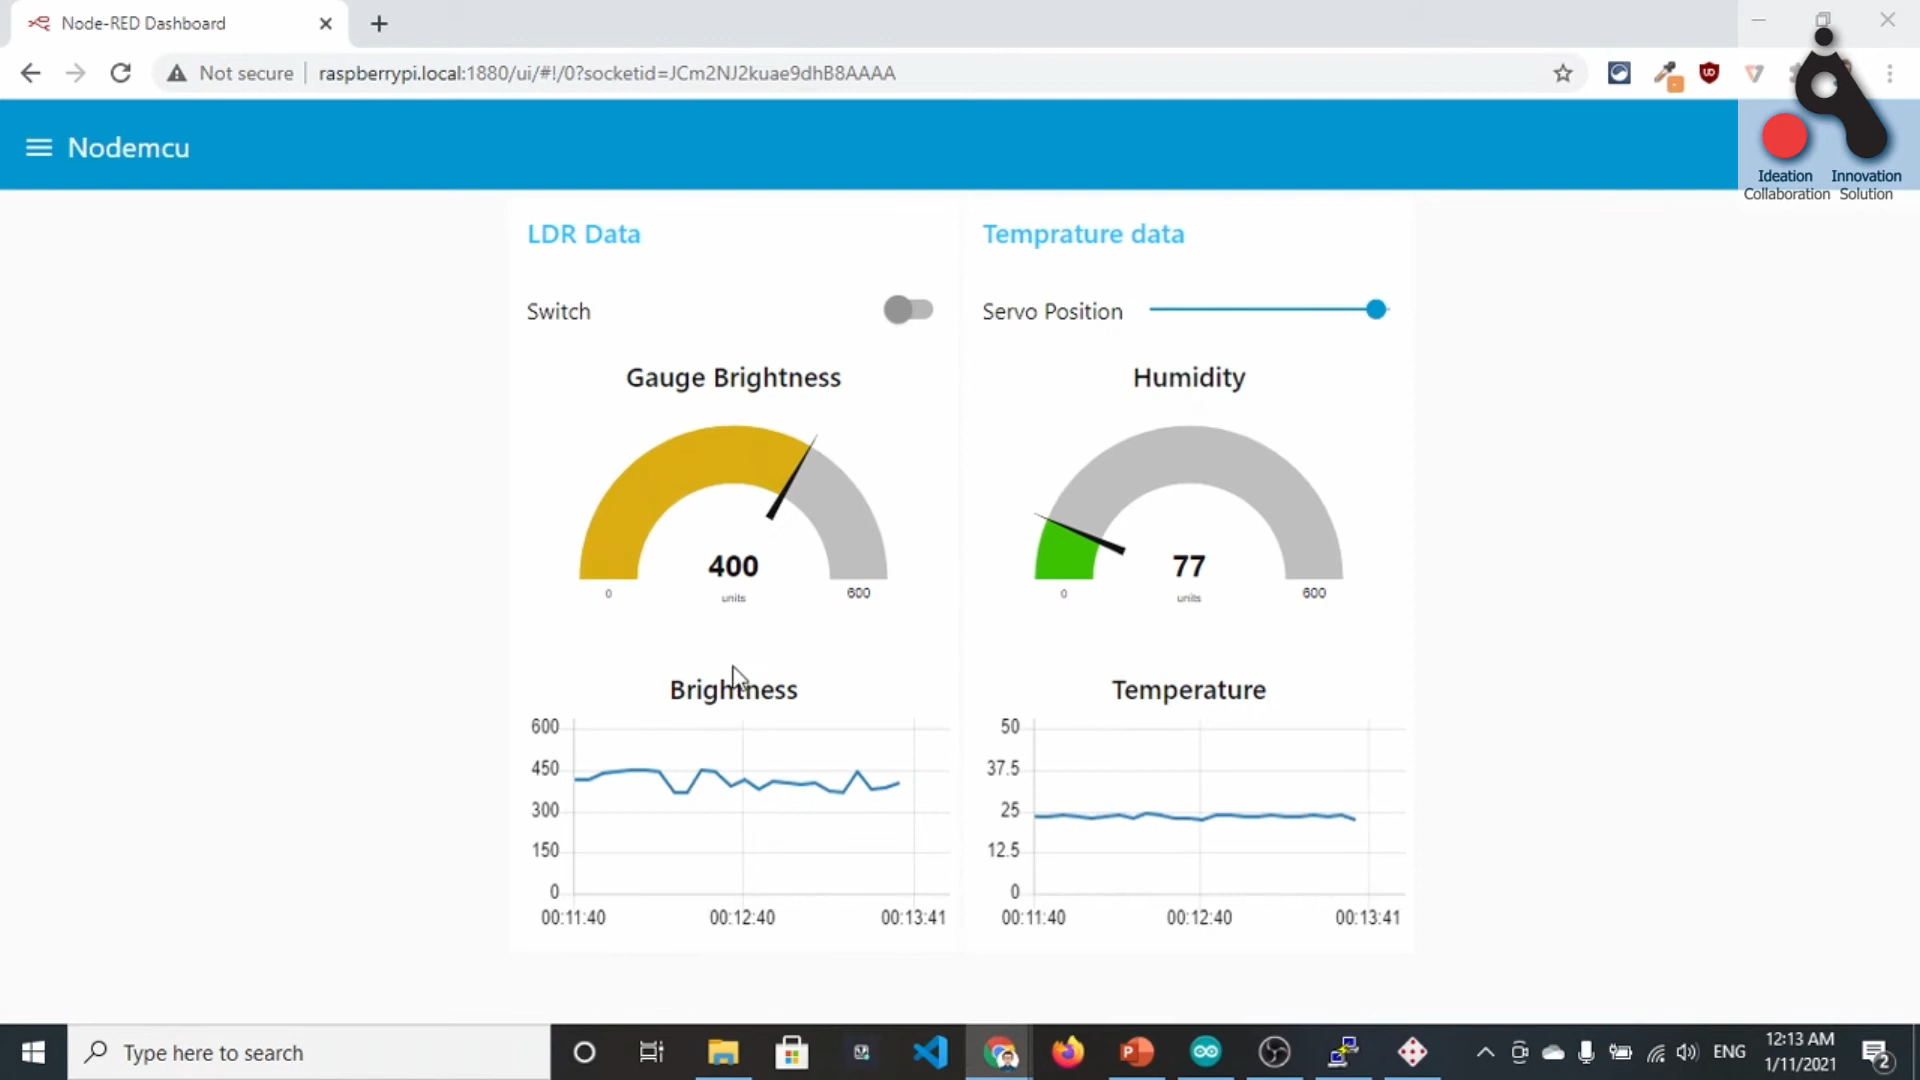 Node-RED Dashboard
Not secure
raspberrypi.local:1880/ui/#!/0?socketid=JCm2NJ2kuae9dhB8AAAA
Nodemcu
Ideation Innovation
Collaboration Solution
LDR Data
Switch
Gauge Brightness
400
units
0
600
Brightness
600
450
300
150
0
00:11:40 00:12:40 00:13:41
Temprature data
Servo Position
Humidity
77
units
0
600
Temperature
50
37.5
25
12.5
0
00:11:40 00:12:40 00:13:41
Type here to search
ENG
12:13 AM
1/11/2021
2